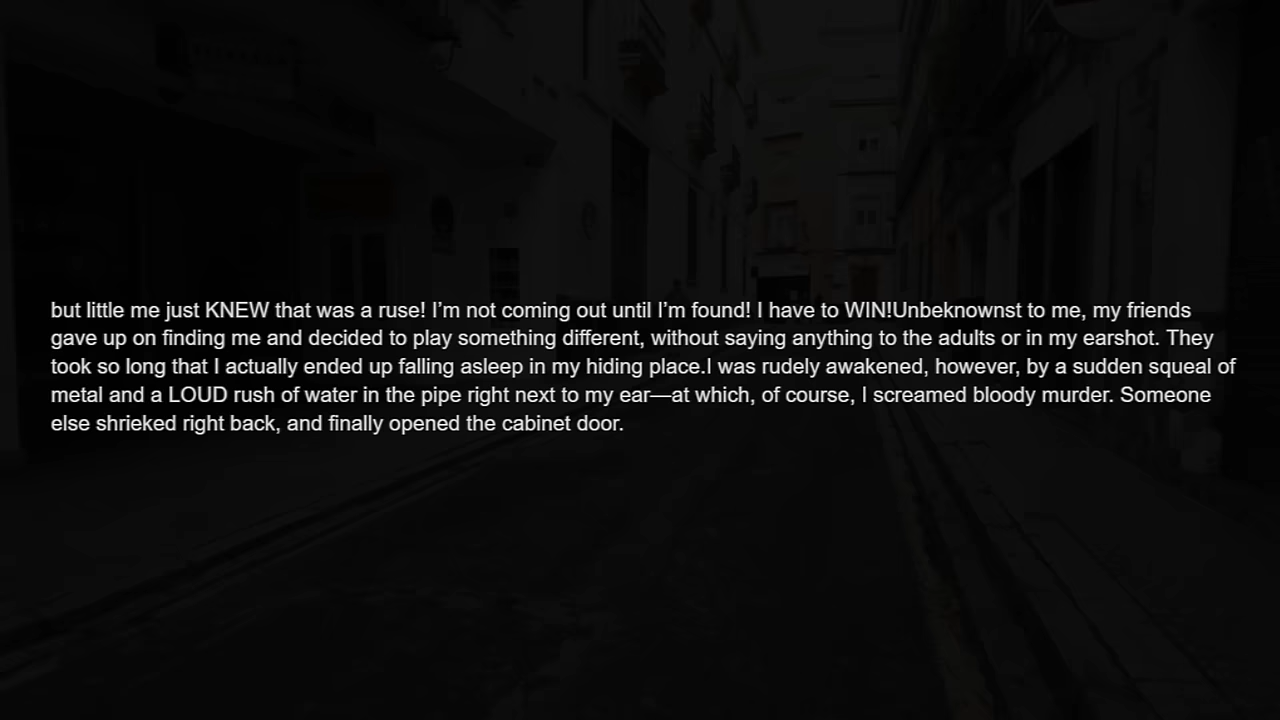 but little me just KNEW that was a ruse! I’m not coming out until I’m found! I have to WIN!Unbeknownst to me, my friends
gave up on finding me and decided to play something different, without saying anything to the adults or in my earshot. They
took so long that I actually ended up falling asleep in my hiding place.I was rudely awakened, however, by a sudden squeal of
metal and a LOUD rush of water in the pipe right next to my ear—at which, of course, I screamed bloody murder. Someone
else shrieked right back, and finally opened the cabinet door.